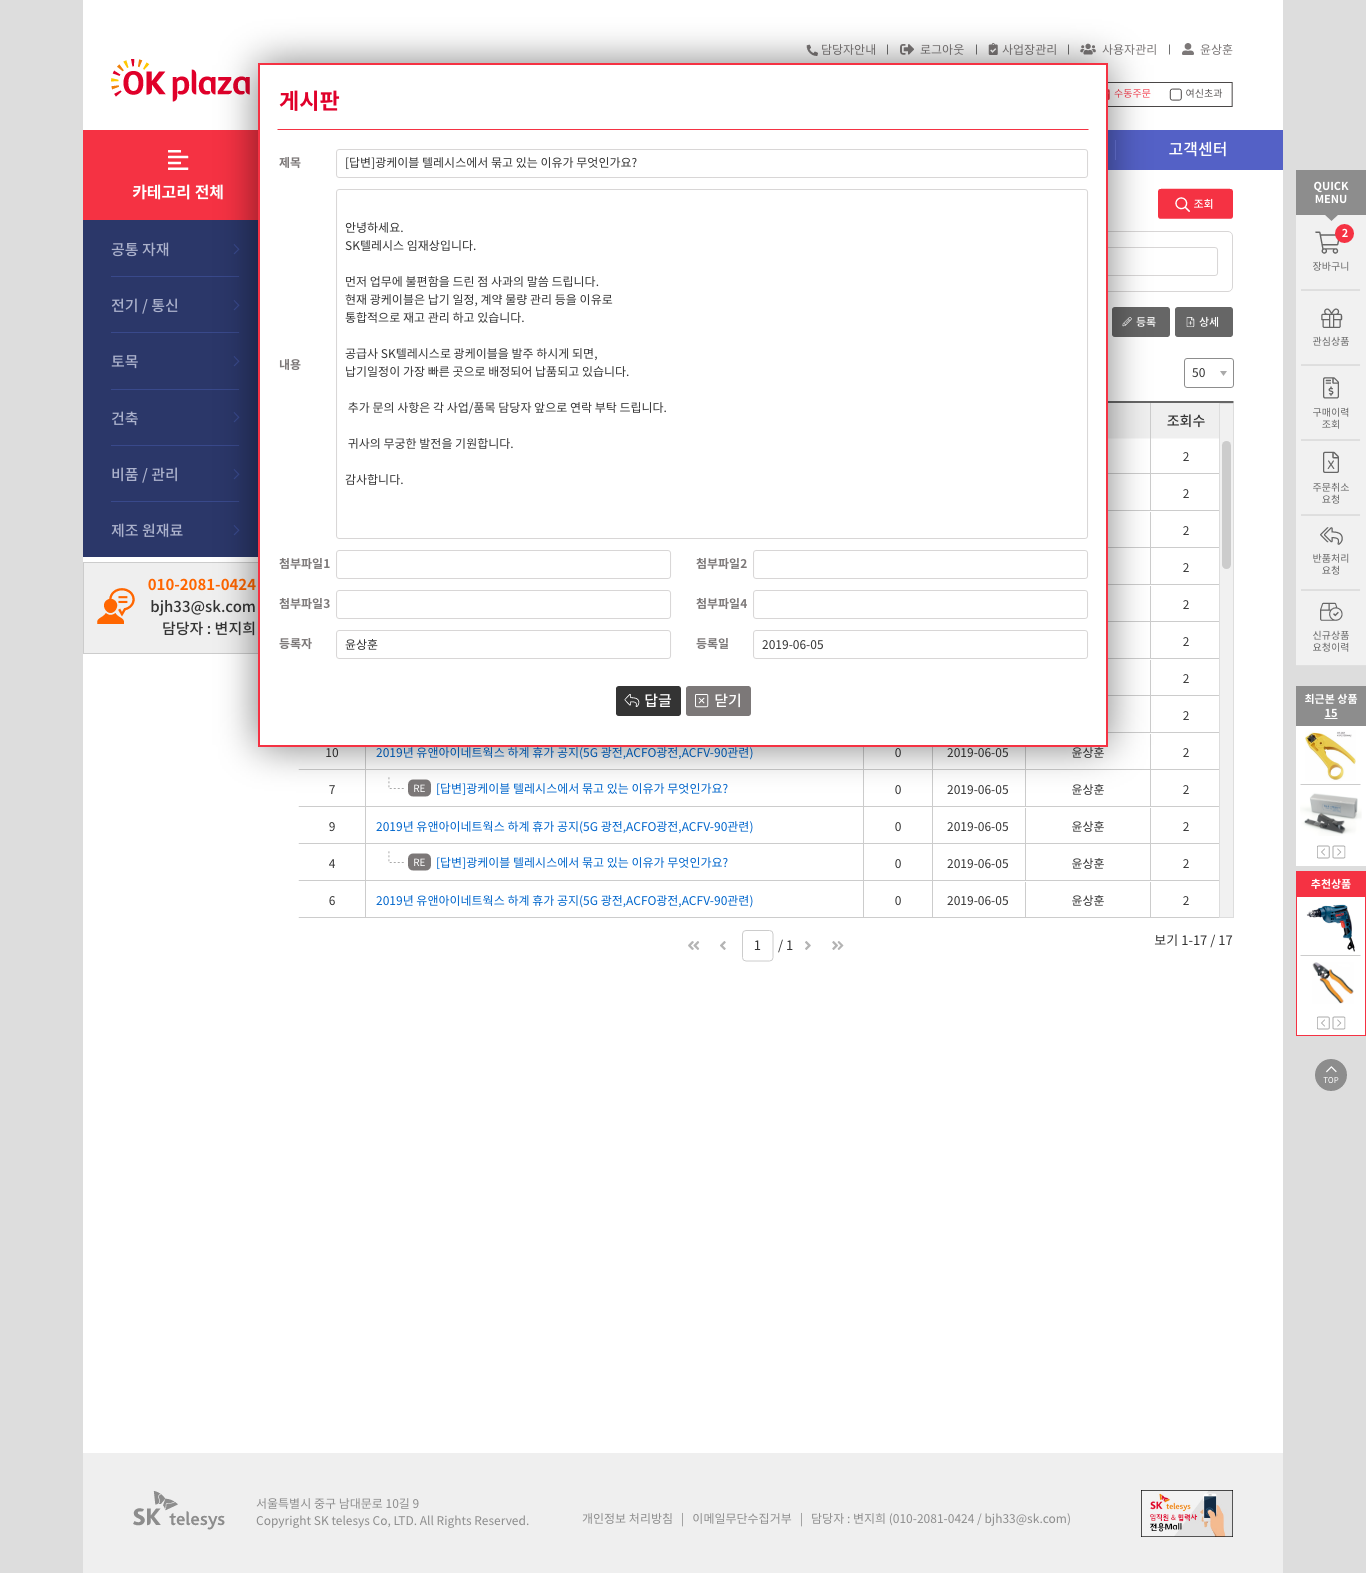 담당자안내 | 로그아웃 | 사업장관리 | 사용자관리 | 윤상훈
OK plaza
수동주문 여신초과
카테고리 전체
고객센터
공통 자재
전기 / 통신
토목
건축
비품 / 관리
제조 원재료
010-2081-0424
bjh33@sk.com
담당자 : 변지희
조회
등록 상세
50
조회수
2
2
2
2
2
2
2
2
게시판
제목 [답변]광케이블 텔레시스에서 묶고 있는 이유가 무엇인가요?
내용
안녕하세요.
SK텔레시스 임재상입니다.
먼저 업무에 불편함을 드린 점 사과의 말씀 드립니다.
현재 광케이블은 납기 일정, 계약 물량 관리 등을 이유로
통합적으로 재고 관리 하고 있습니다.
공급사 SK텔레시스로 광케이블을 발주 하시게 되면,
납기일정이 가장 빠른 곳으로 배정되어 납품되고 있습니다.
추가 문의 사항은 각 사업/품목 담당자 앞으로 연락 부탁 드립니다.
귀사의 무궁한 발전을 기원합니다.
감사합니다.
첨부파일1 첨부파일2
첨부파일3 첨부파일4
등록자 윤상훈 등록일 2019-06-05
답글 닫기
10 2019년 유앤아이네트웍스 하계 휴가 공지(5G 광전,ACFO광전,ACFV-90관련) 0 2019-06-05 윤상훈 2
7 RE [답변]광케이블 텔레시스에서 묶고 있는 이유가 무엇인가요? 0 2019-06-05 윤상훈 2
9 2019년 유앤아이네트웍스 하계 휴가 공지(5G 광전,ACFO광전,ACFV-90관련) 0 2019-06-05 윤상훈 2
4 RE [답변]광케이블 텔레시스에서 묶고 있는 이유가 무엇인가요? 0 2019-06-05 윤상훈 2
6 2019년 유앤아이네트웍스 하계 휴가 공지(5G 광전,ACFO광전,ACFV-90관련) 0 2019-06-05 윤상훈 2
1 / 1
보기 1-17 / 17
QUICK
MENU
2
장바구니
관심상품
구매이력
조회
주문취소
요청
반품처리
요청
신규상품
요청이력
최근본 상품
15
추천상품
TOP
SK telesys
서울특별시 중구 남대문로 10길 9
Copyright SK telesys Co, LTD. All Rights Reserved.
개인정보 처리방침 | 이메일무단수집거부 | 담당자 : 변지희 (010-2081-0424 / bjh33@sk.com)
SK telesys
임직원 & 협력사
전용Mall